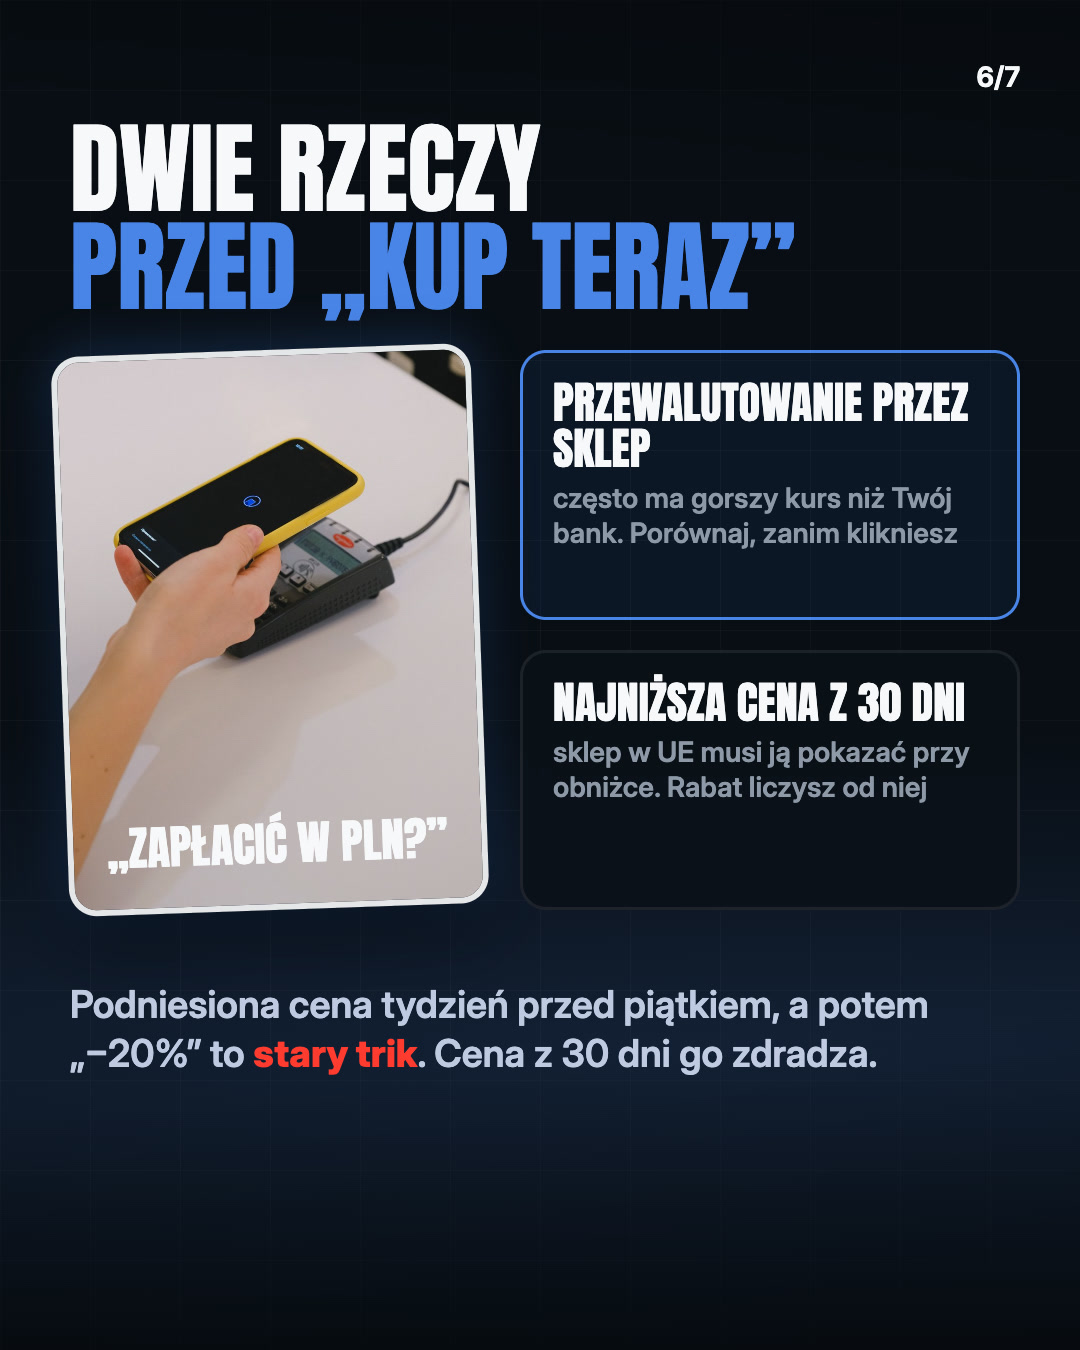 6/7
DWIE RZECZY
PRZED „KUP TERAZ”
PRZEWALUTOWANIE PRZEZ
SKLEP
często ma gorszy kurs niż Twój
bank. Porównaj, zanim klikniesz
NAJNIŻSZA CENA Z 30 DNI
sklep w UE musi ją pokazać przy
obniżce. Rabat liczysz od niej
„ZAPŁACIĆ W PLN?”
Podniesiona cena tydzień przed piątkiem, a potem
„−20%” to stary trik. Cena z 30 dni go zdradza.